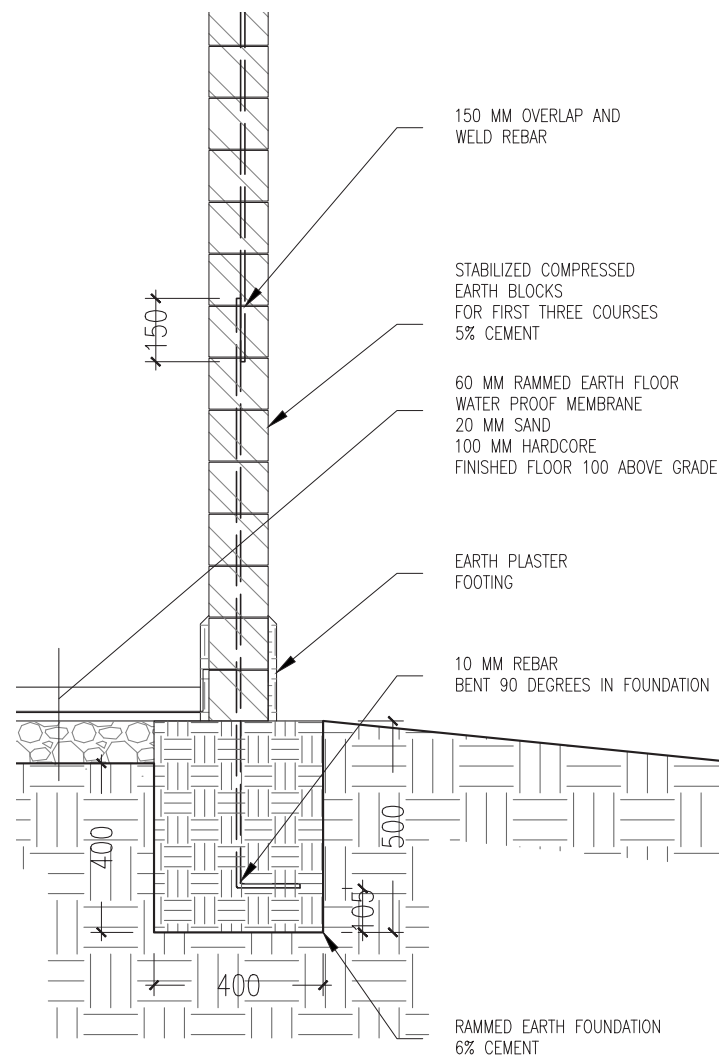 150 MM OVERLAP AND
WELD REBAR
STABILIZED COMPRESSED
EARTH BLOCKS
FOR FIRST THREE COURSES
5% CEMENT
150
60 MM RAMMED EARTH FLOOR
WATER PROOF MEMBRANE
20 MM SAND
100 MM HARDCORE
FINISHED FLOOR 100 ABOVE GRADE
EARTH PLASTER
FOOTING
10 MM REBAR
BENT 90 DEGREES IN FOUNDATION
400
500
105
400
RAMMED EARTH FOUNDATION
6% CEMENT